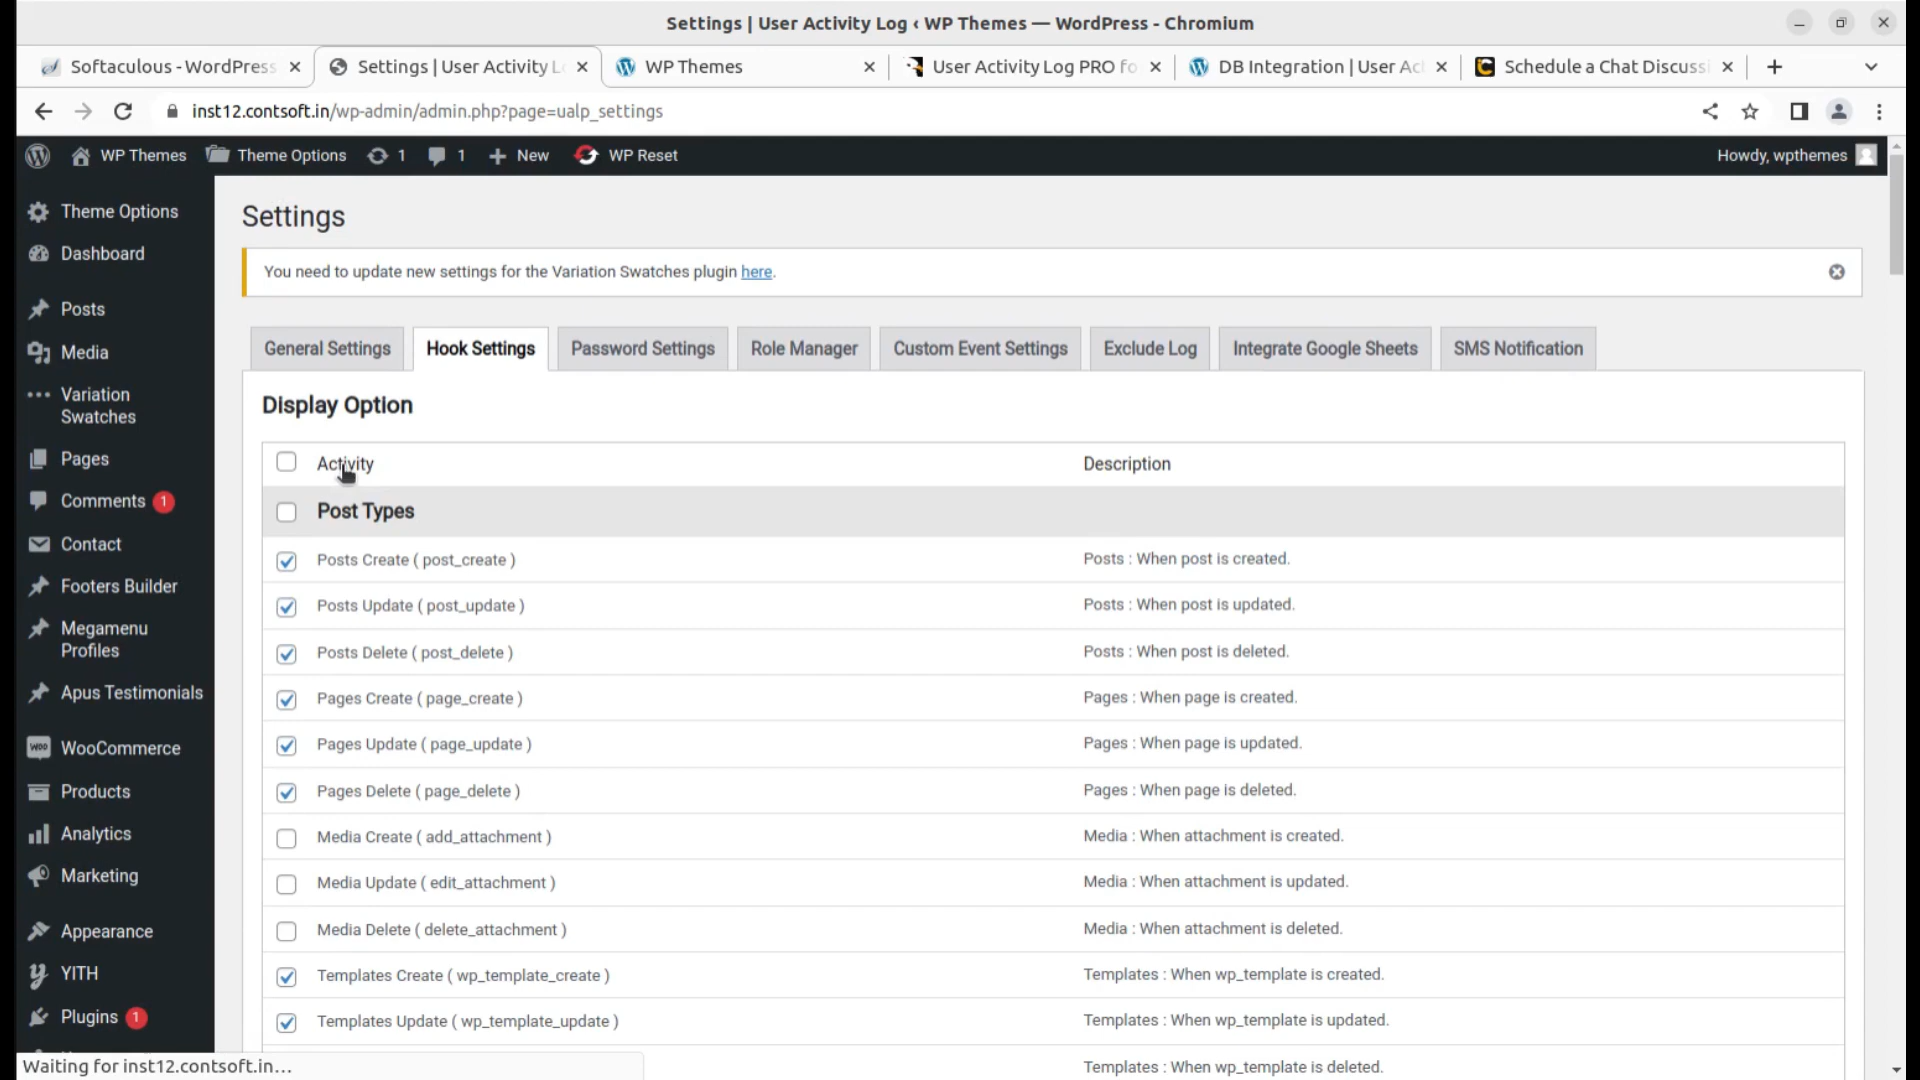 Settings | User Activity Log ‹ WP Themes — WordPress - Chromium
Softaculous - WordPress
Settings | User Activity L
WP Themes
User Activity Log PRO fo
DB Integration | User Ac
Schedule a Chat Discuss
inst12.contsoft.in/wp-admin/admin.php?page=ualp_settings
WP Themes
Theme Options
1
1
New
WP Reset
Howdy, wpthemes
Theme Options
Dashboard
Posts
Media
Variation
Swatches
Pages
Comments 1
Contact
Footers Builder
Megamenu
Profiles
Apus Testimonials
WooCommerce
Products
Analytics
Marketing
Appearance
YITH
Plugins 1
Settings
You need to update new settings for the Variation Swatches plugin here.
General Settings
Hook Settings
Password Settings
Role Manager
Custom Event Settings
Exclude Log
Integrate Google Sheets
SMS Notification
Display Option
Activity Description
Post Types
Posts Create ( post_create ) Posts : When post is created.
Posts Update ( post_update ) Posts : When post is updated.
Posts Delete ( post_delete ) Posts : When post is deleted.
Pages Create ( page_create ) Pages : When page is created.
Pages Update ( page_update ) Pages : When page is updated.
Pages Delete ( page_delete ) Pages : When page is deleted.
Media Create ( add_attachment ) Media : When attachment is created.
Media Update ( edit_attachment ) Media : When attachment is updated.
Media Delete ( delete_attachment ) Media : When attachment is deleted.
Templates Create ( wp_template_create ) Templates : When wp_template is created.
Templates Update ( wp_template_update ) Templates : When wp_template is updated.
Templates : When wp_template is deleted.
Waiting for inst12.contsoft.in...